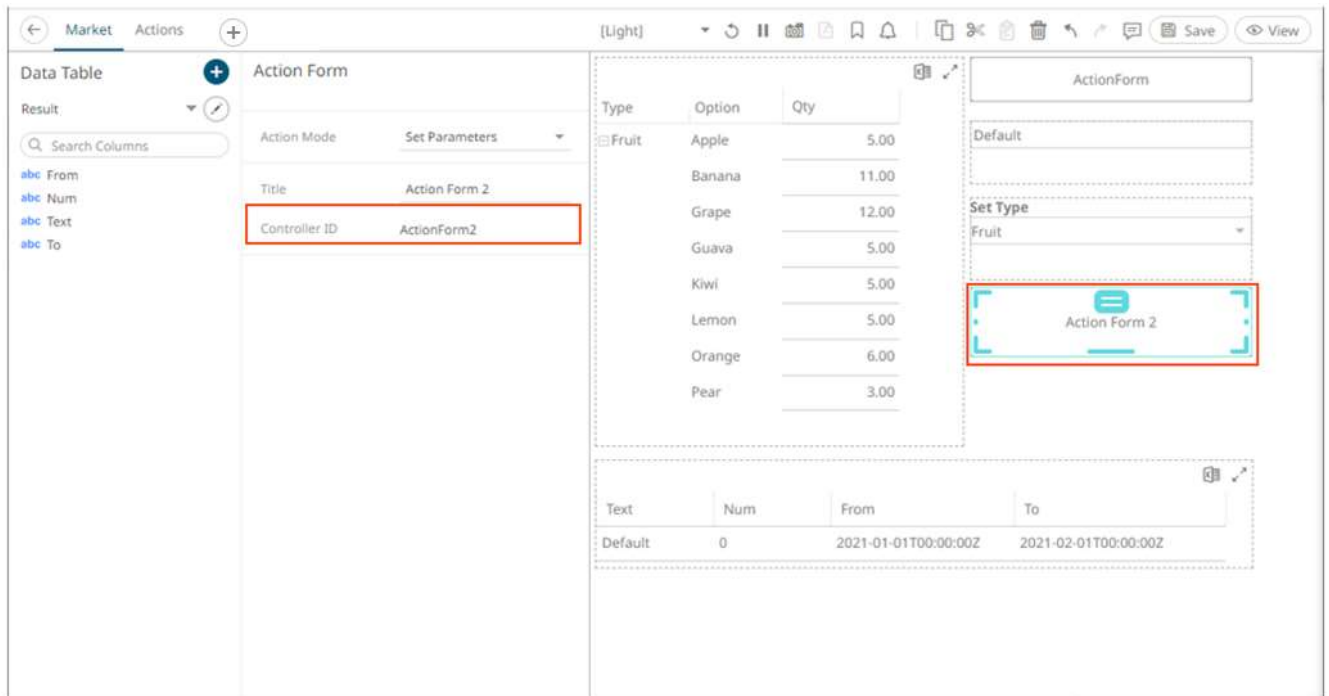 Market Actions [Light] Save View
Data Table
Result
Search Columns
abc From
abc Num
abc Text
abc To
Action Form
Action Mode Set Parameters
Title Action Form 2
Controller ID ActionForm2
Type Option Qty
Fruit Apple 5.00
Banana 11.00
Grape 12.00
Guava 5.00
Kiwi 5.00
Lemon 5.00
Orange 6.00
Pear 3.00
ActionForm
Default
Set Type
Fruit
Action Form 2
Text Num From To
Default 0 2021-01-01T00:00:00Z 2021-02-01T00:00:00Z